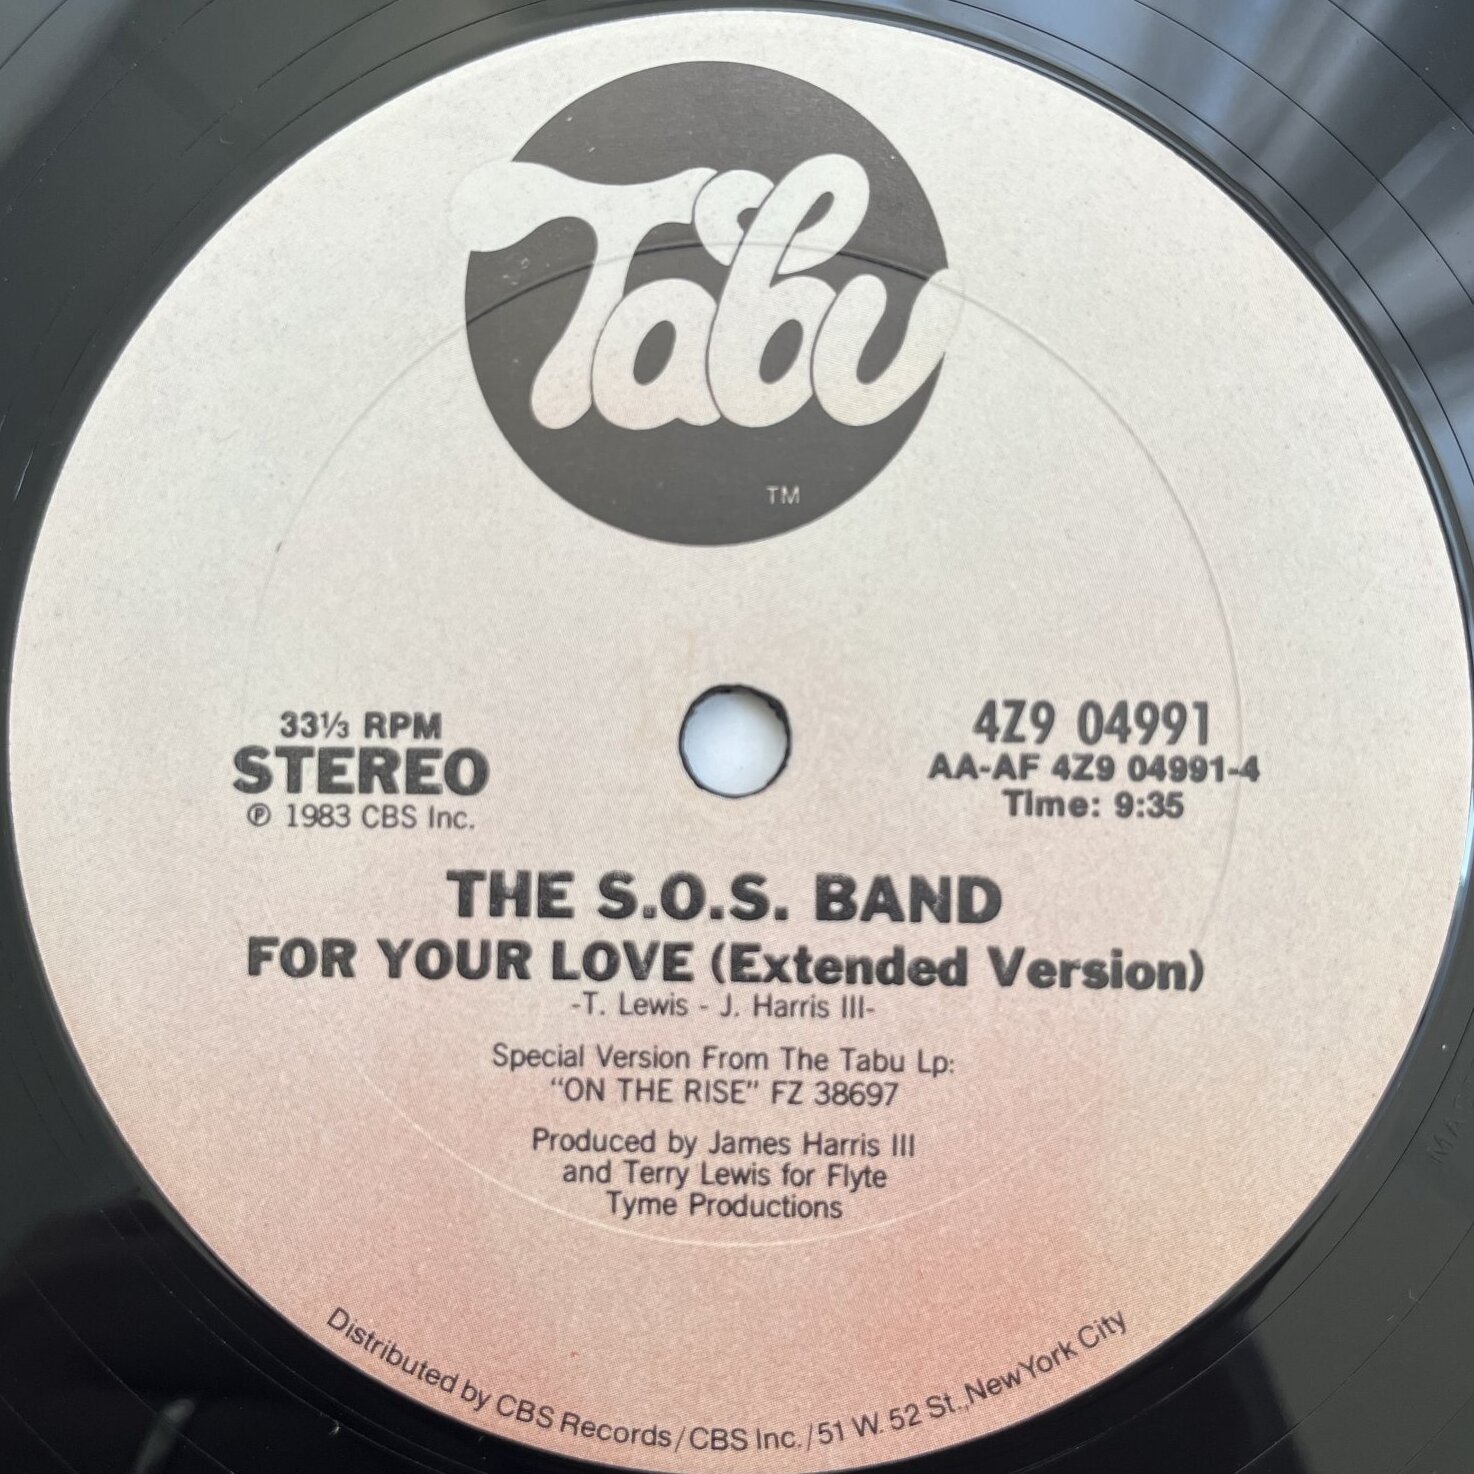 Tabu
TM
33⅓ RPM
STEREO
℗ 1983 CBS Inc.
4Z9 04991
AA-AF 4Z9 04991-4
Time: 9:35
THE S.O.S. BAND
FOR YOUR LOVE (Extended Version)
-T. Lewis - J. Harris III-
Special Version From The Tabu Lp:
"ON THE RISE" FZ 38697
Produced by James Harris III
and Terry Lewis for Flyte
Tyme Productions
Distributed by CBS Records/CBS Inc./51 W. 52 St., New York City